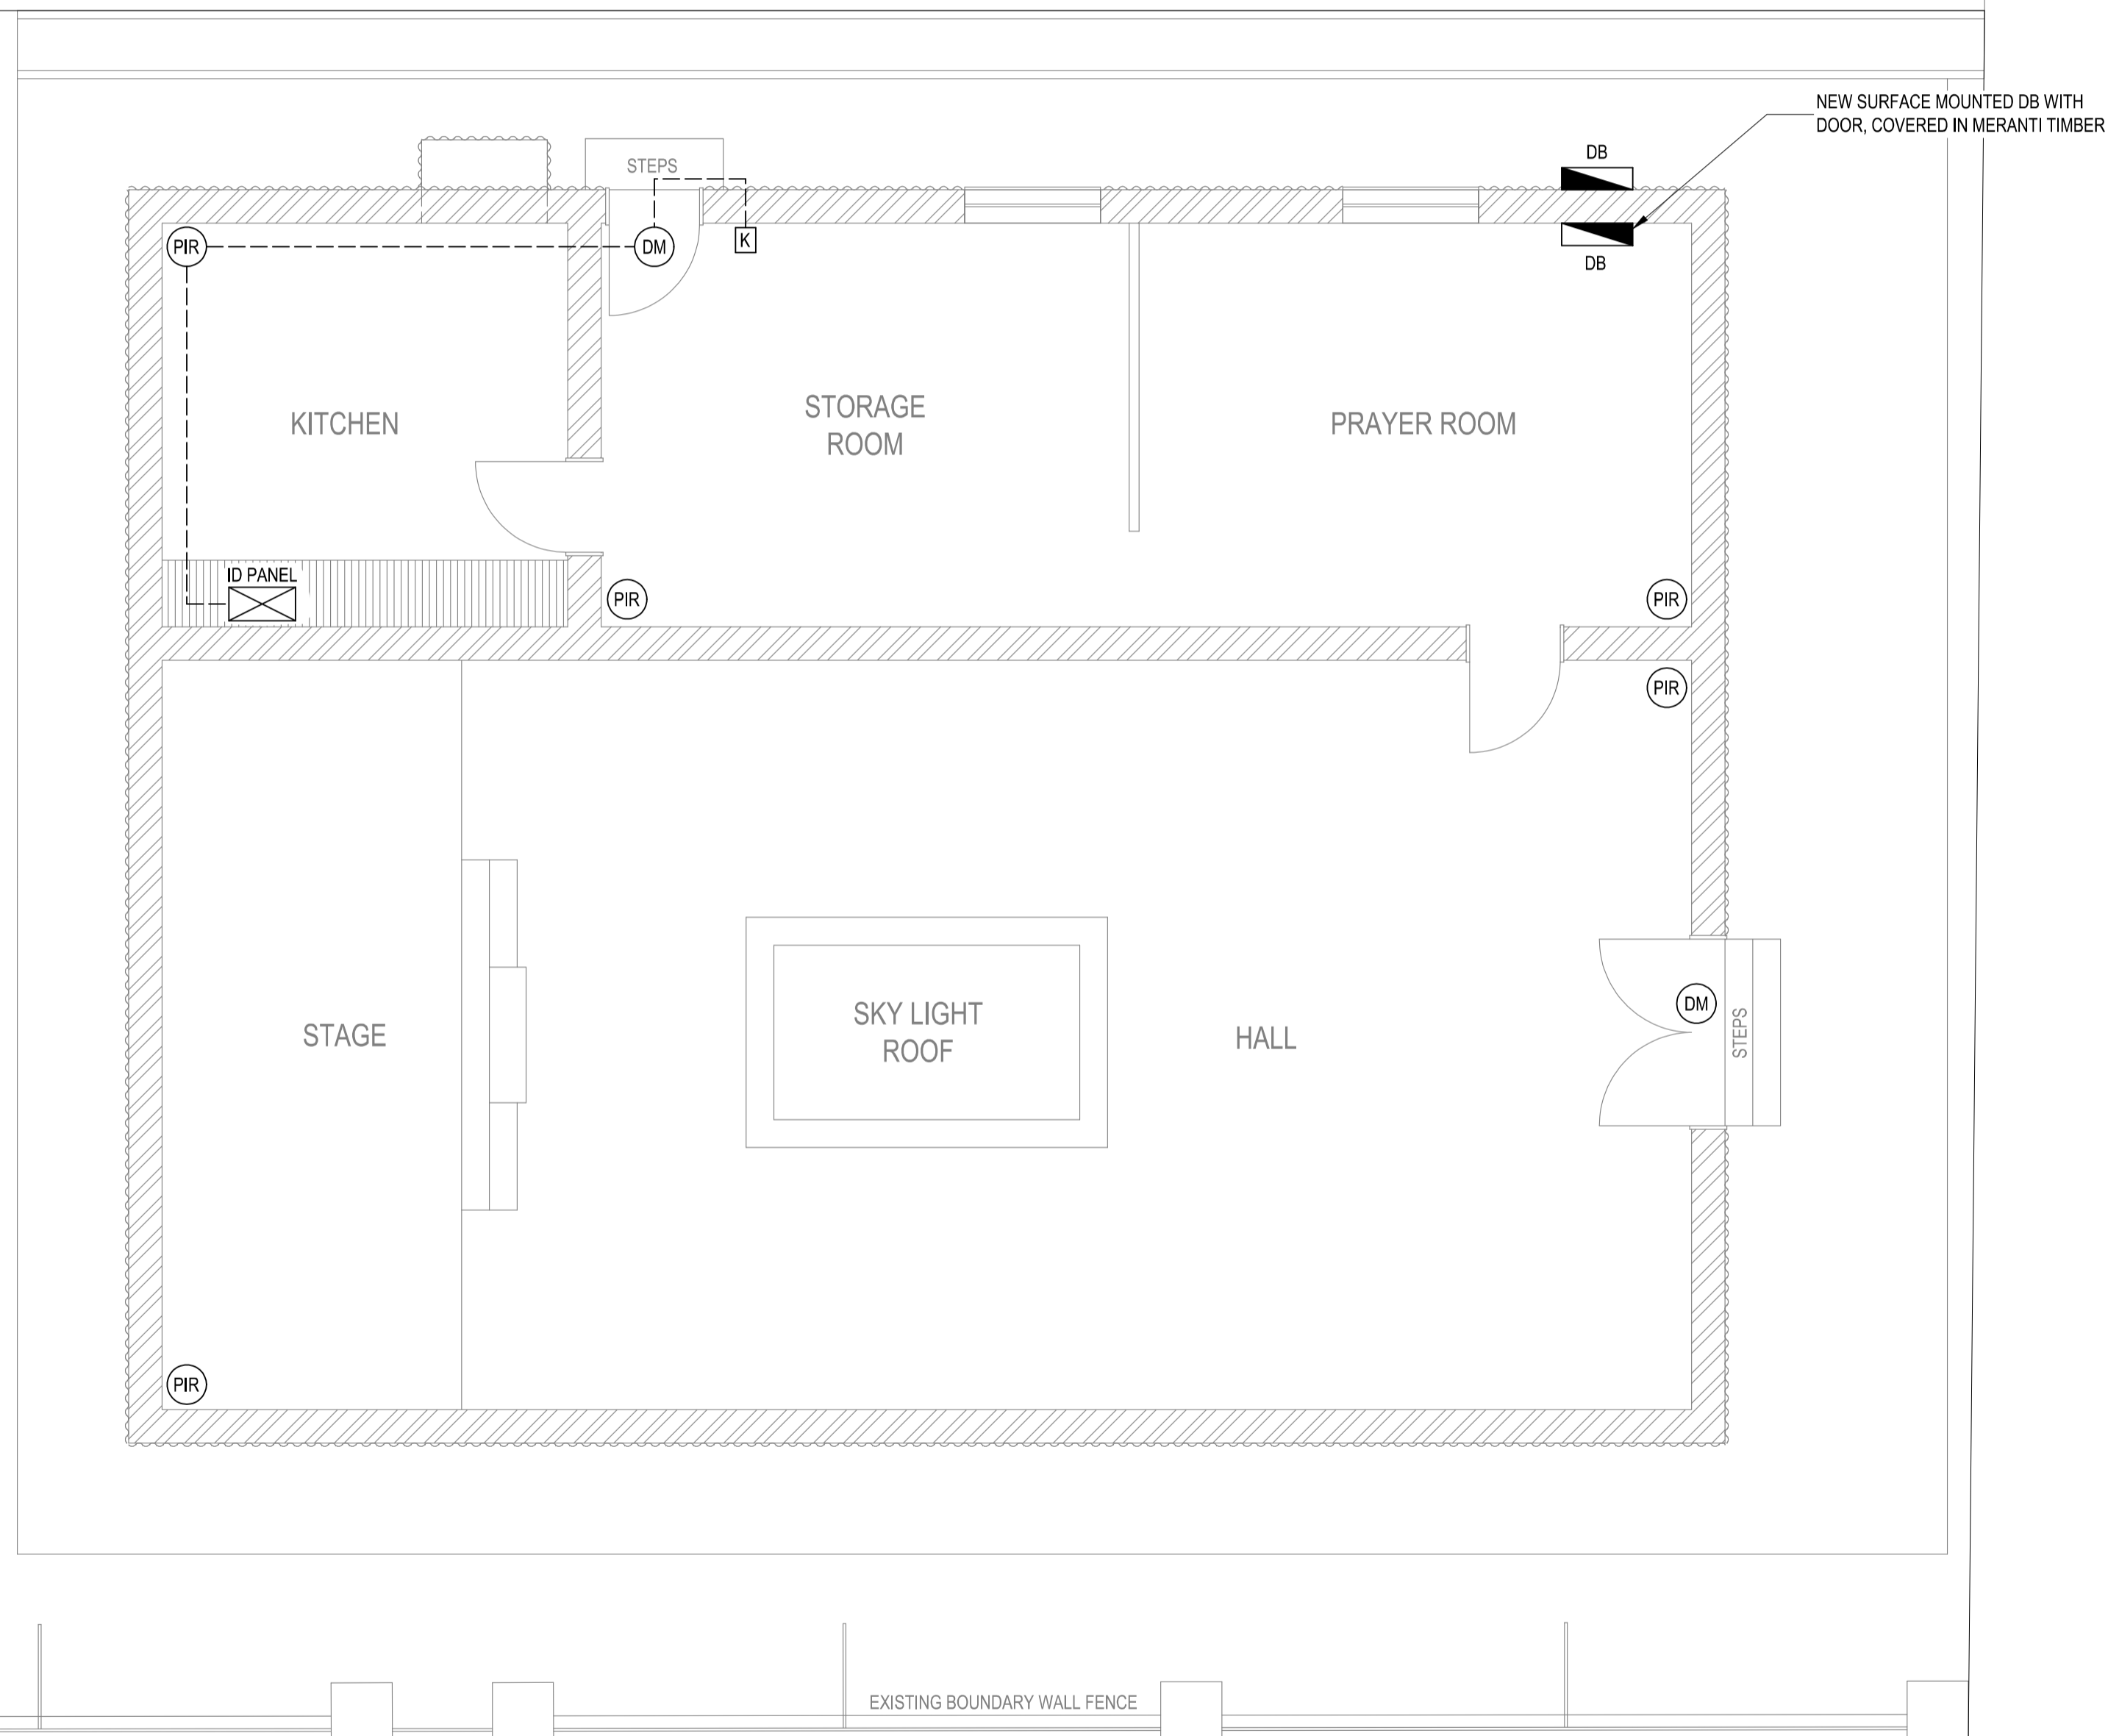 NEW SURFACE MOUNTED DB WITH
DOOR, COVERED IN MERANTI TIMBER
DB
STEPS
PIR
DM
K
DB
KITCHEN
STORAGE
ROOM
PRAYER ROOM
ID PANEL
PIR
PIR
PIR
STAGE
SKY LIGHT
ROOF
HALL
DM
STEPS
PIR
EXISTING BOUNDARY WALL FENCE